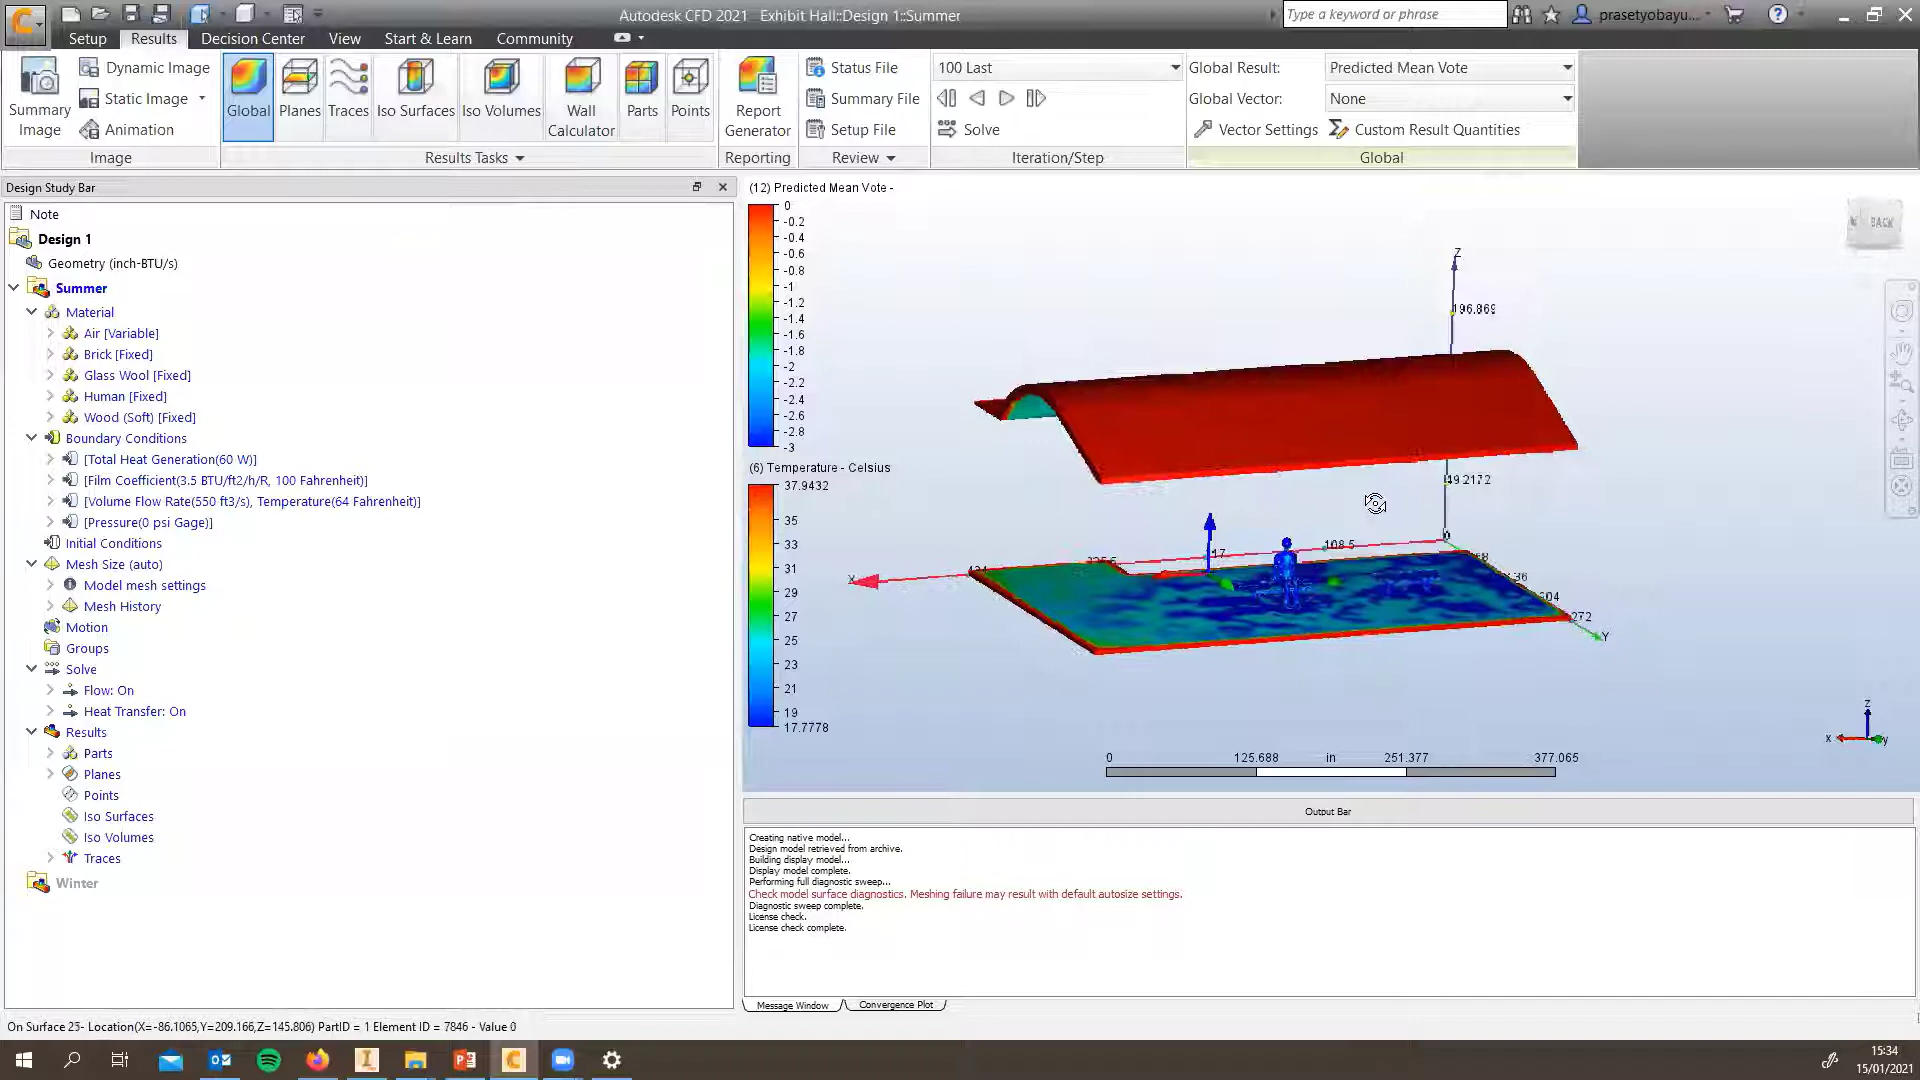 Autodesk CFD 2021 Exhibit Hall::Design 1::Summer
Type a keyword or phrase
prasetyobayu...
Setup Results Decision Center View Start & Learn Community
Summary Image
Dynamic Image
Static Image
Animation
Image
Global Planes Traces Iso Surfaces Iso Volumes Wall Calculator Parts Points
Results Tasks
Report Generator
Reporting
Status File
Summary File
Setup File
Review
100 Last
Solve
Iteration/Step
Global Result: Predicted Mean Vote
Global Vector: None
Vector Settings Custom Result Quantities
Global
Design Study Bar
Note
Design 1
Geometry (inch-BTU/s)
Summer
Material
Air [Variable]
Brick [Fixed]
Glass Wool [Fixed]
Human [Fixed]
Wood (Soft) [Fixed]
Boundary Conditions
[Total Heat Generation(60 W)]
[Film Coefficient(3.5 BTU/ft2/h/R, 100 Fahrenheit)]
[Volume Flow Rate(550 ft3/s), Temperature(64 Fahrenheit)]
[Pressure(0 psi Gage)]
Initial Conditions
Mesh Size (auto)
Model mesh settings
Mesh History
Motion
Groups
Solve
Flow: On
Heat Transfer: On
Results
Parts
Planes
Points
Iso Surfaces
Iso Volumes
Traces
Winter
(12) Predicted Mean Vote -
0
-0.2
-0.4
-0.6
-0.8
-1
-1.2
-1.4
-1.6
-1.8
-2
-2.2
-2.4
-2.6
-2.8
-3
(6) Temperature - Celsius
37.9432
35
33
31
29
27
25
23
21
19
17.7778
BACK
Z
196.869
49.2172
0
108.5
17
X
272
Y
Z
X
y
0 125.688 in 251.377 377.065
Output Bar
Creating native model...
Design model retrieved from archive.
Building display model...
Display model complete.
Performing full diagnostic sweep...
Check model surface diagnostics. Meshing failure may result with default autosize settings.
Diagnostic sweep complete.
License check.
License check complete.
Message Window Convergence Plot
On Surface 25- Location(X=-86.1065,Y=209.166,Z=145.806) PartID = 1 Element ID = 7846 - Value 0
15:34
15/01/2021